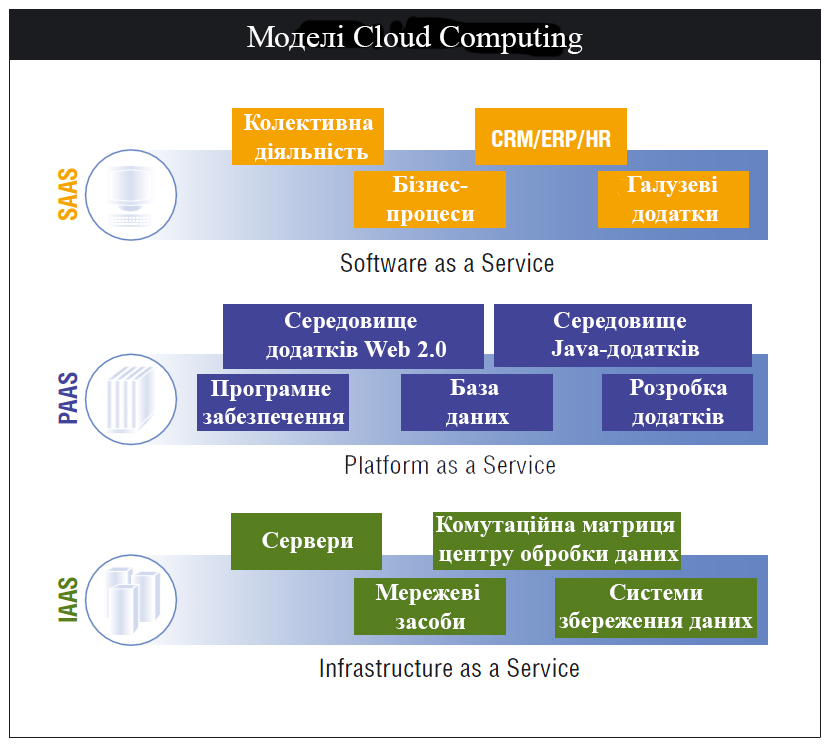 Моделі Cloud Computing
SAAS
Колективна
діяльність
CRM/ERP/HR
Бізнес-
процеси
Галузеві
додатки
Software as a Service
PAAS
Середовище
додатків Web 2.0
Середовище
Java-додатків
Програмне
забезпечення
База
даних
Розробка
додатків
Platform as a Service
IAAS
Сервери
Комутаційна матриця
центру обробки даних
Мережеві
засоби
Системи
збереження даних
Infrastructure as a Service